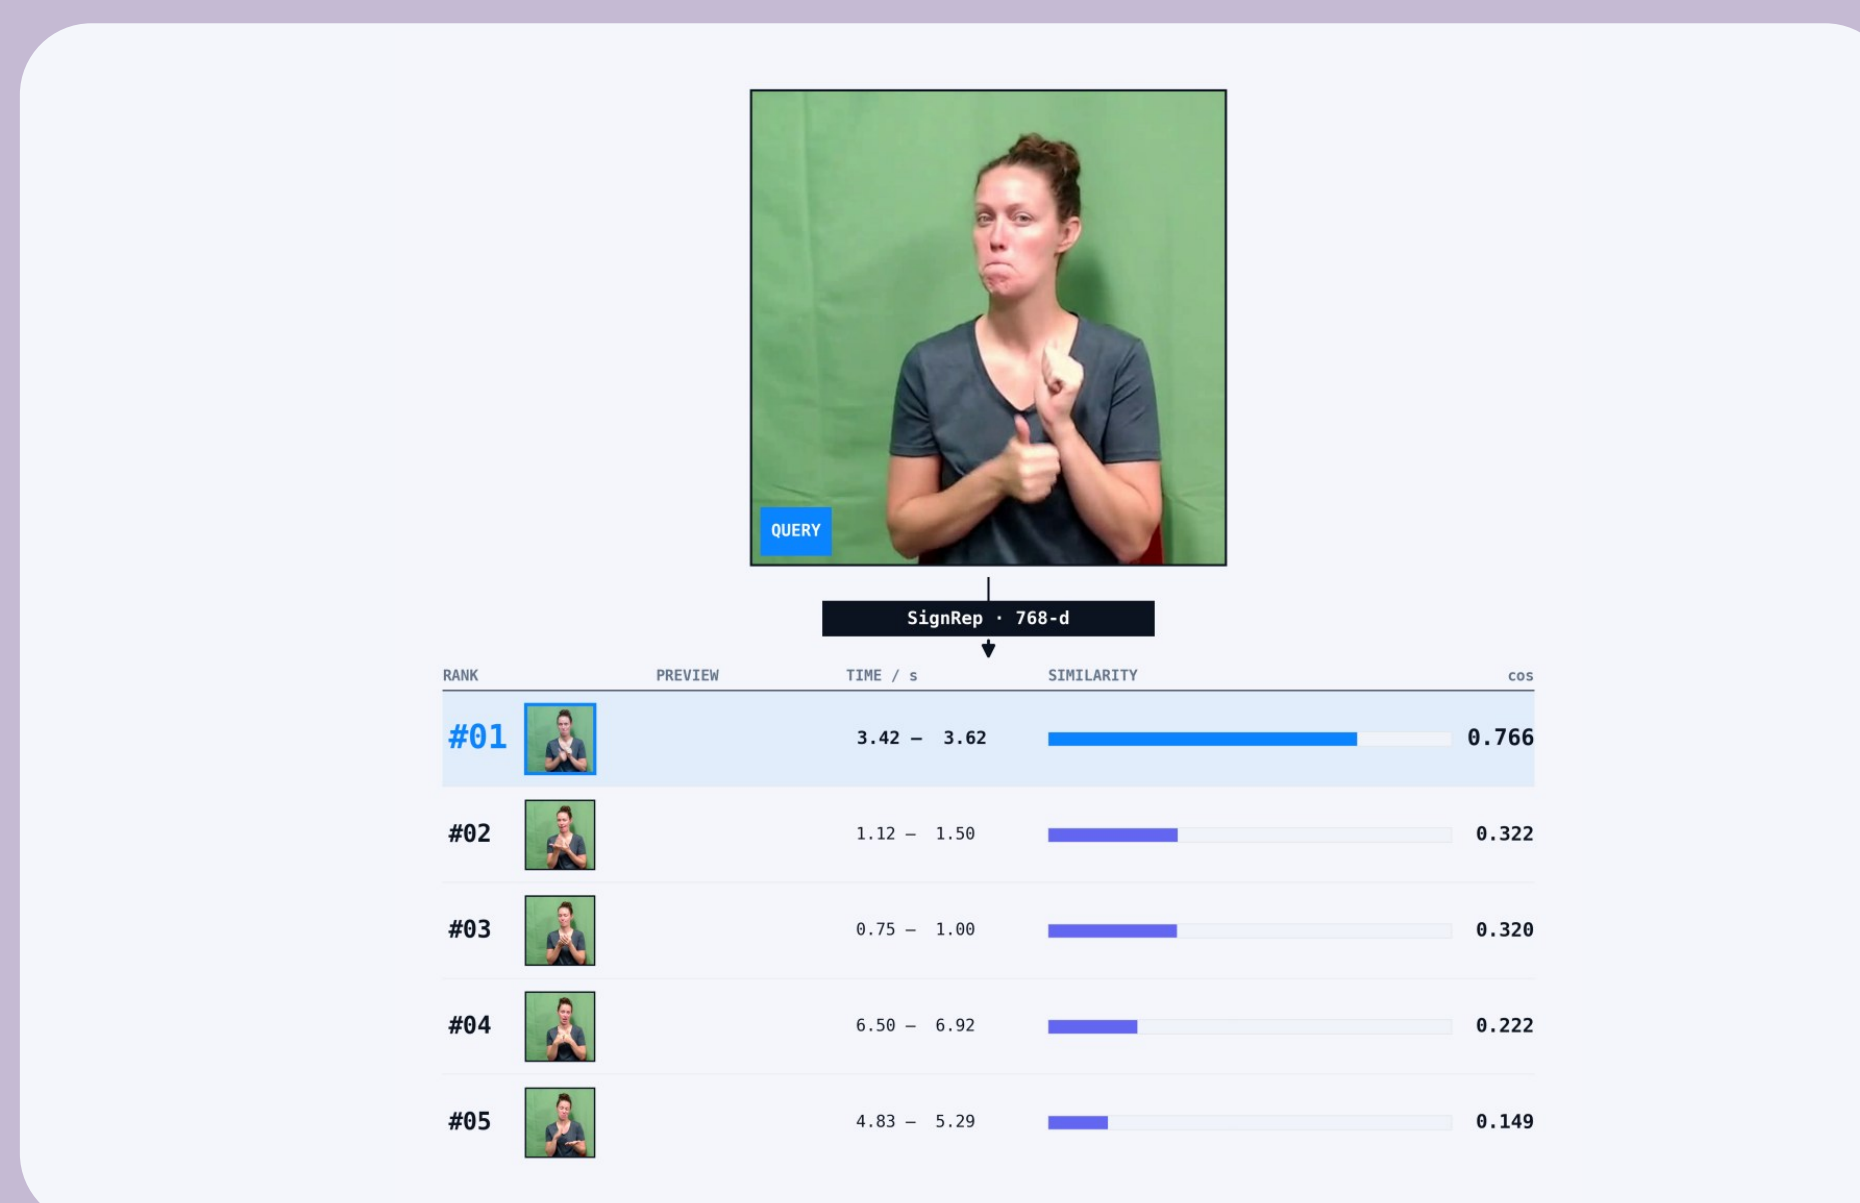 QUERY
SignRep · 768-d
RANK PREVIEW TIME / s SIMILARITY cos
#01 3.42 – 3.62 0.766
#02 1.12 – 1.50 0.322
#03 0.75 – 1.00 0.320
#04 6.50 – 6.92 0.222
#05 4.83 – 5.29 0.149